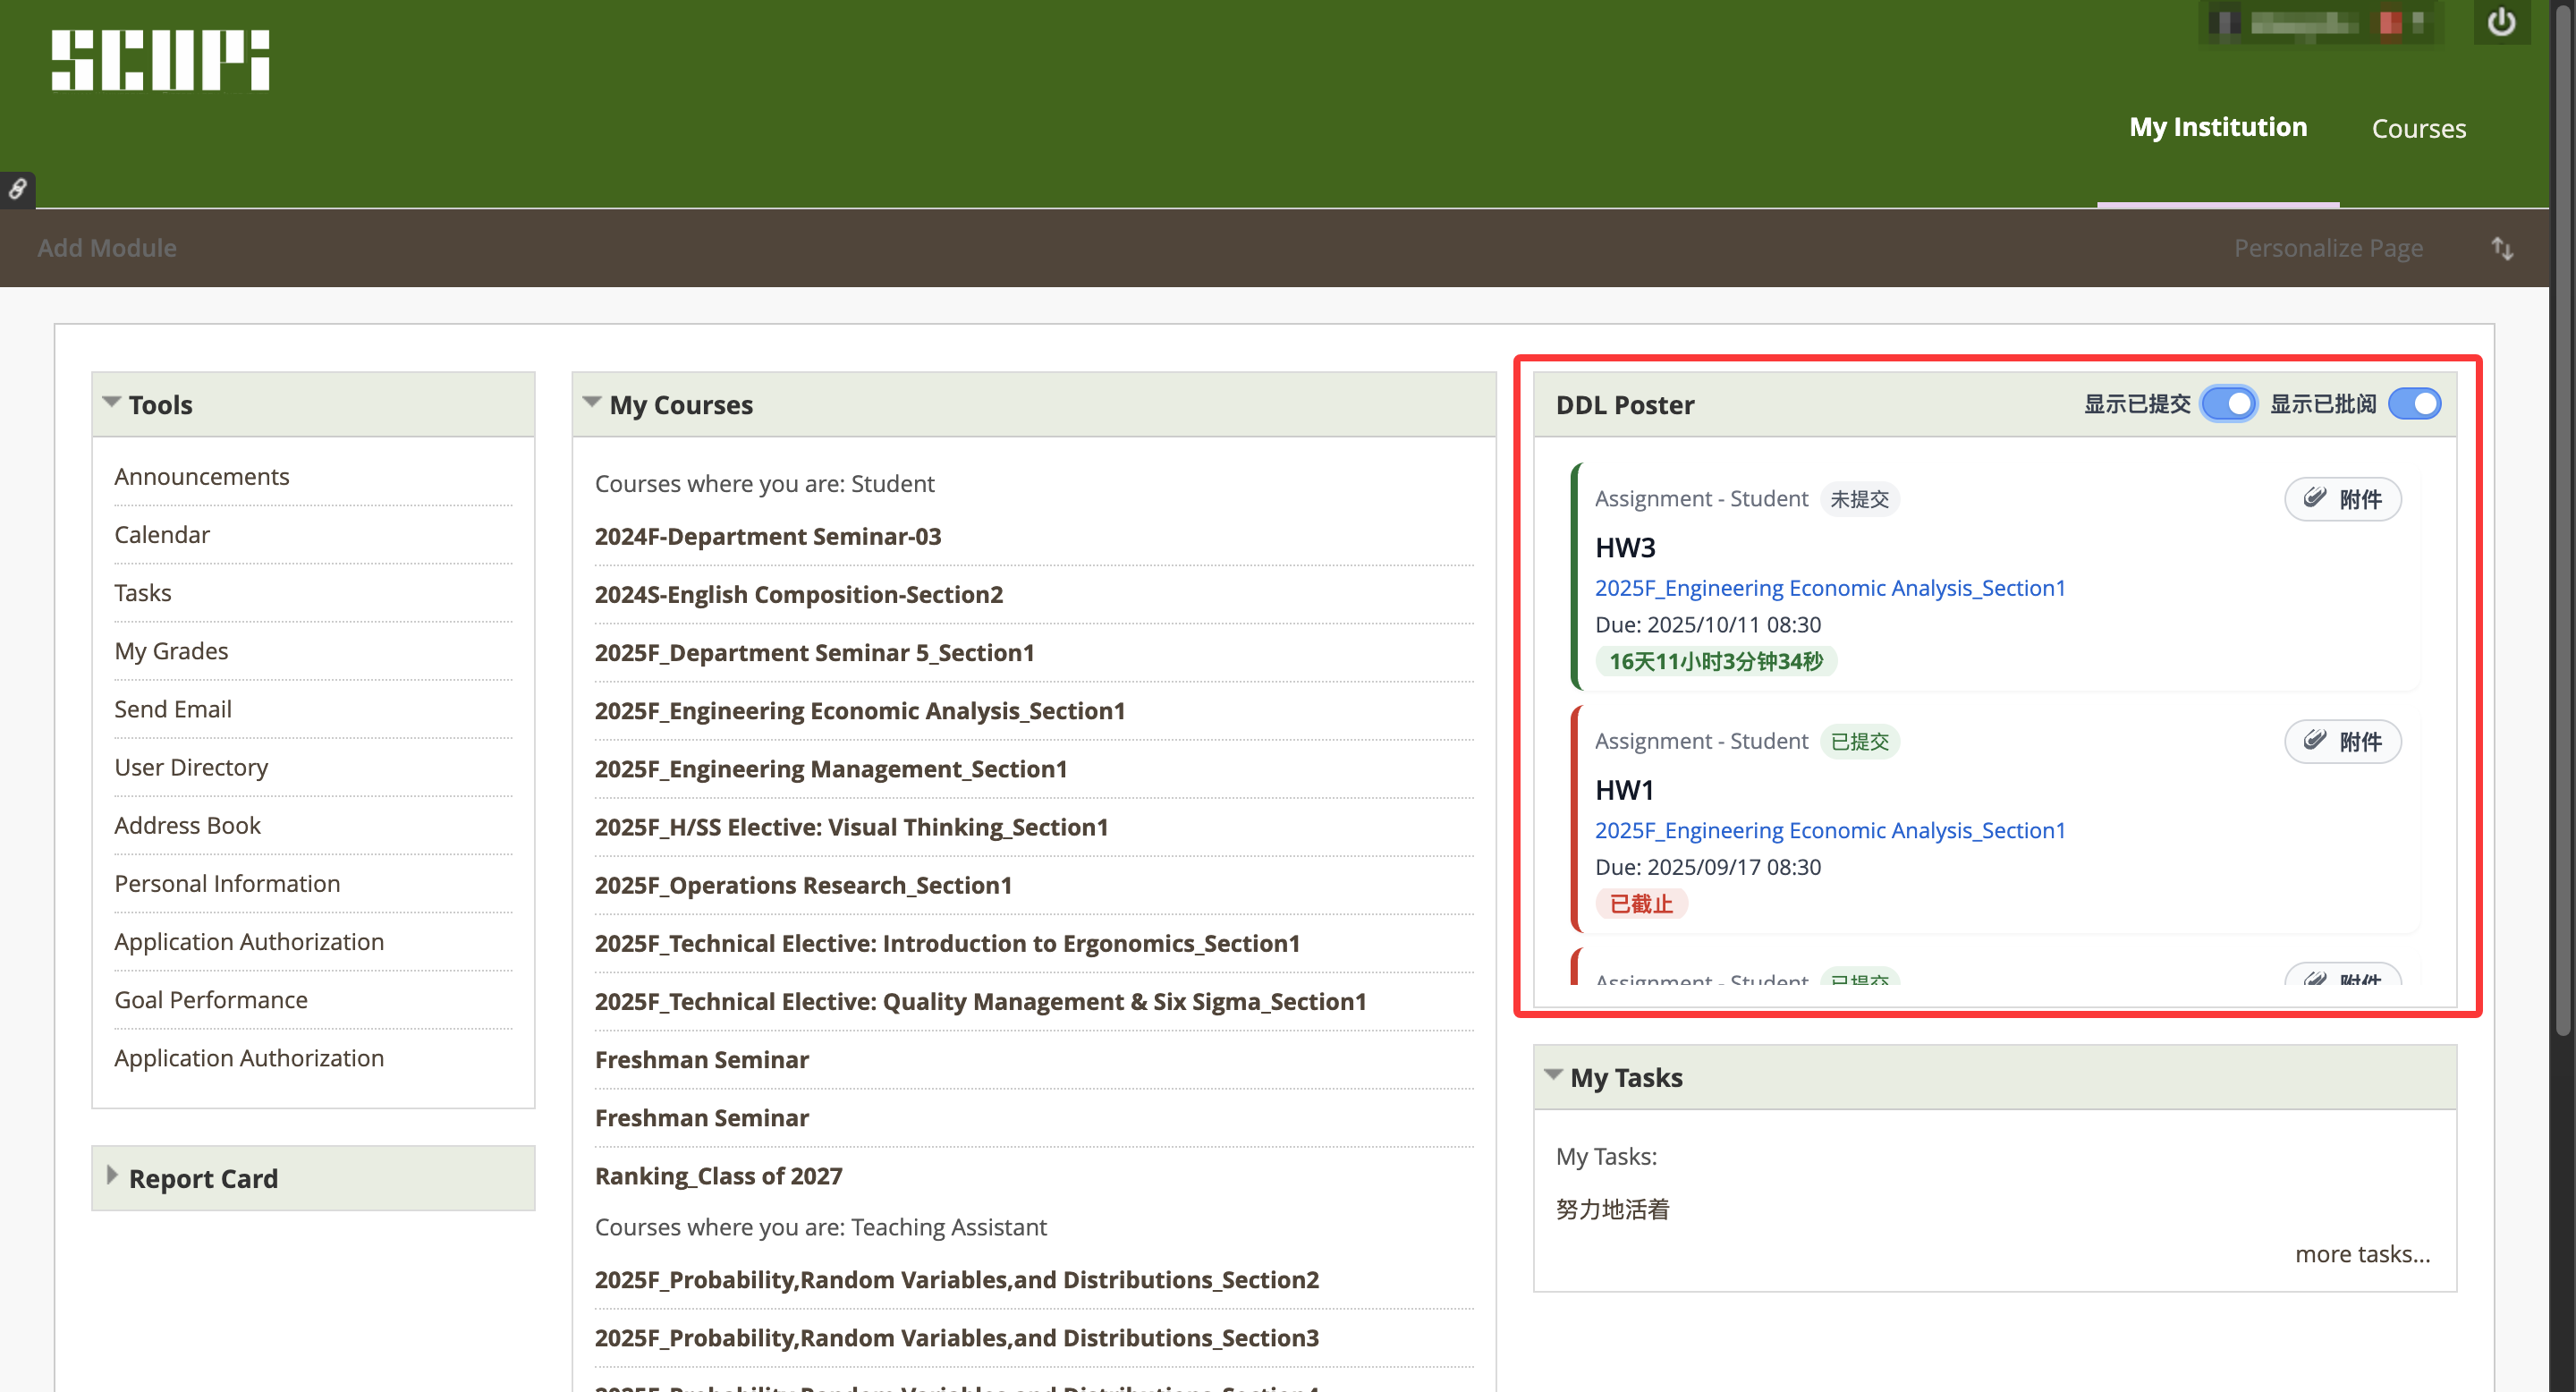 SCUPi
My Institution
Courses
Add Module
Personalize Page
Tools
Announcements
Calendar
Tasks
My Grades
Send Email
User Directory
Address Book
Personal Information
Application Authorization
Goal Performance
Application Authorization
Report Card
My Courses
Courses where you are: Student
2024F-Department Seminar-03
2024S-English Composition-Section2
2025F_Department Seminar 5_Section1
2025F_Engineering Economic Analysis_Section1
2025F_Engineering Management_Section1
2025F_H/SS Elective: Visual Thinking_Section1
2025F_Operations Research_Section1
2025F_Technical Elective: Introduction to Ergonomics_Section1
2025F_Technical Elective: Quality Management & Six Sigma_Section1
Freshman Seminar
Freshman Seminar
Ranking_Class of 2027
Courses where you are: Teaching Assistant
2025F_Probability,Random Variables,and Distributions_Section2
2025F_Probability,Random Variables,and Distributions_Section3
DDL Poster 显示已提交 显示已批阅
Assignment - Student 未提交 附件
HW3
2025F_Engineering Economic Analysis_Section1
Due: 2025/10/11 08:30
16天11小时3分钟34秒
Assignment - Student 已提交 附件
HW1
2025F_Engineering Economic Analysis_Section1
Due: 2025/09/17 08:30
已截止
Assignment - Student 已提交 附件
My Tasks
My Tasks:
努力地活着
more tasks...